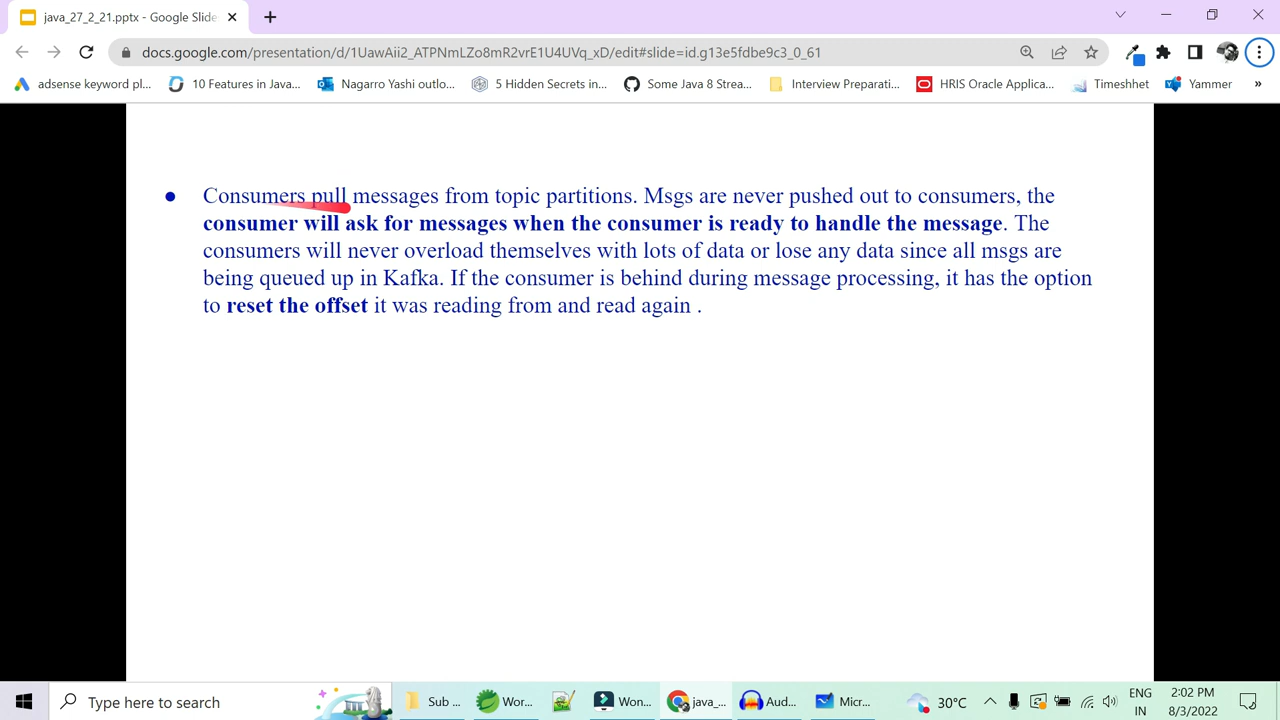 java_27_2_21.pptx - Google Slide
docs.google.com/presentation/d/1UawAii2_ATPNmLZo8mR2vrE1U4UVq_xD/edit#slide=id.g13e5fdbe9c3_0_61
adsense keyword pl... 10 Features in Java... Nagarro Yashi outlo... 5 Hidden Secrets in... Some Java 8 Strea... Interview Preparati... HRIS Oracle Applica... Timeshhet Yammer »
● Consumers pull messages from topic partitions. Msgs are never pushed out to consumers, the
consumer will ask for messages when the consumer is ready to handle the message. The
consumers will never overload themselves with lots of data or lose any data since all msgs are
being queued up in Kafka. If the consumer is behind during message processing, it has the option
to reset the offset it was reading from and read again .
Type here to search Sub ... Wor... Won... java_... Aud... Micr... 30°C ENG 2:02 PM
IN 8/3/2022